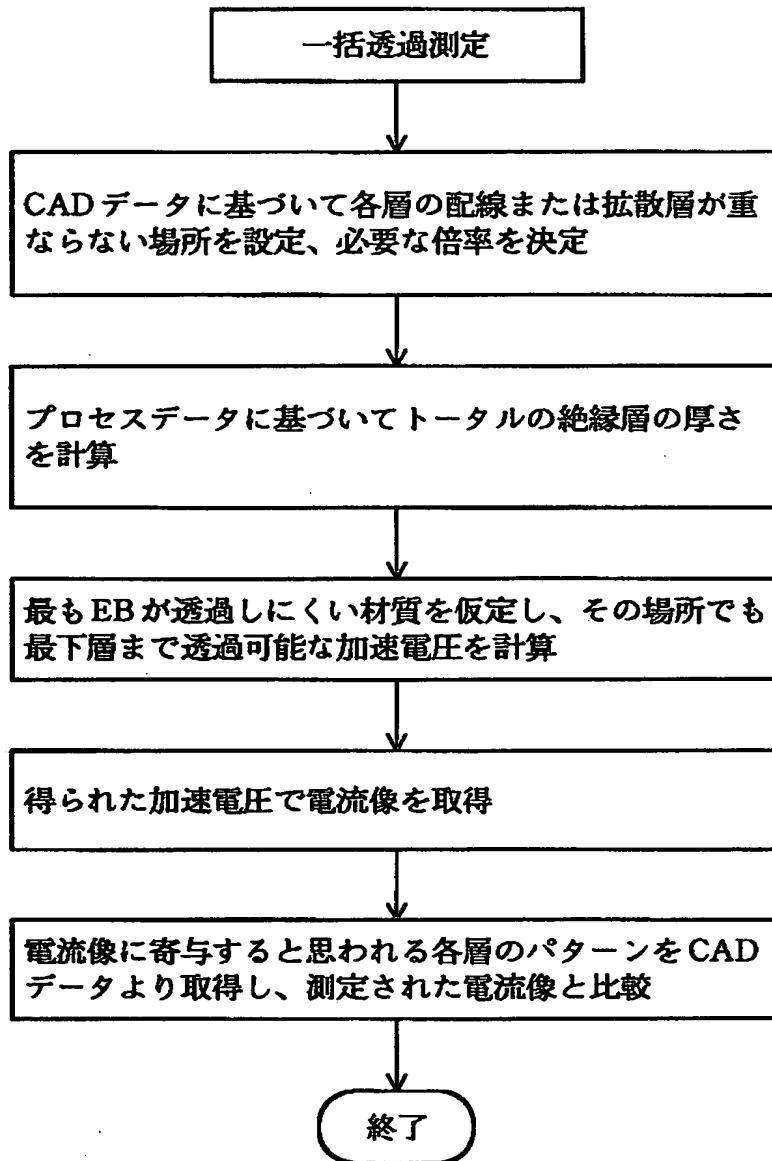 一括透過測定
CADデータに基づいて各層の配線または拡散層が重
ならない場所を設定、必要な倍率を決定
プロセスデータに基づいてトータルの絶縁層の厚さ
を計算
最もEBが透過しにくい材質を仮定し、その場所でも
最下層まで透過可能な加速電圧を計算
得られた加速電圧で電流像を取得
電流像に寄与すると思われる各層のパターンをCAD
データより取得し、測定された電流像と比較
終了